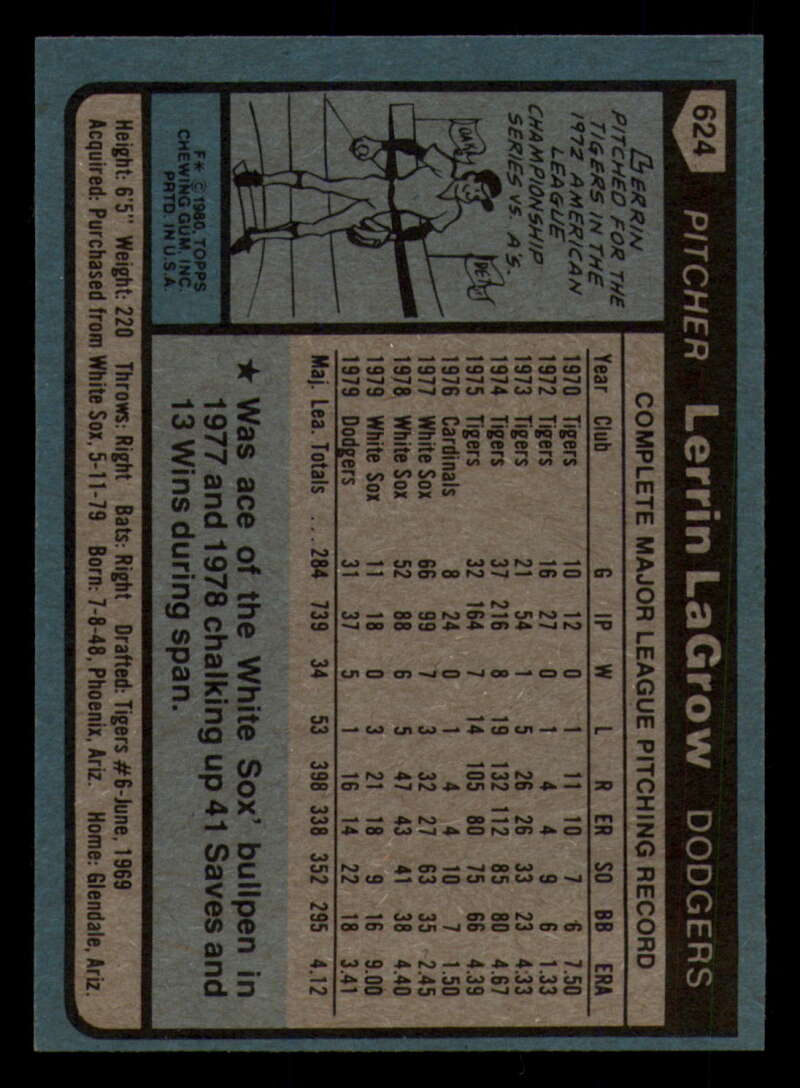 624 PITCHER Lerrin LaGrow DODGERS
LERRIN
PITCHED FOR THE
TIGERS IN THE
1972 AMERICAN
LEAGUE
CHAMPIONSHIP
SERIES VS. A'S.
OAK.
DET.
F* © 1980, TOPPS
CHEWING GUM, INC.
PRTD. IN U.S.A.
COMPLETE MAJOR LEAGUE PITCHING RECORD
Year Club G IP W L R ER SO BB ERA
1970 Tigers 10 12 0 1 11 10 7 6 7.50
1972 Tigers 16 27 0 1 4 4 9 6 1.33
1973 Tigers 21 54 1 5 26 26 33 23 4.33
1974 Tigers 37 216 8 19 132 112 85 80 4.67
1975 Tigers 32 164 7 14 105 80 75 66 4.39
1976 Cardinals 8 24 0 1 4 4 10 7 1.50
1977 White Sox 66 99 7 3 32 27 63 35 2.45
1978 White Sox 52 88 6 5 47 43 41 38 4.40
1979 White Sox 11 18 0 3 21 18 9 16 9.00
1979 Dodgers 31 37 5 1 16 14 22 18 3.41
Maj. Lea. Totals ... 284 739 34 53 398 338 352 295 4.12
★ Was ace of the White Sox' bullpen in
1977 and 1978 chalking up 41 Saves and
13 Wins during span.
Height: 6'5" Weight: 220 Throws: Right Bats: Right Drafted: Tigers #6-June, 1969
Acquired: Purchased from White Sox, 5-11-79 Born: 7-8-48, Phoenix, Ariz. Home: Glendale, Ariz.